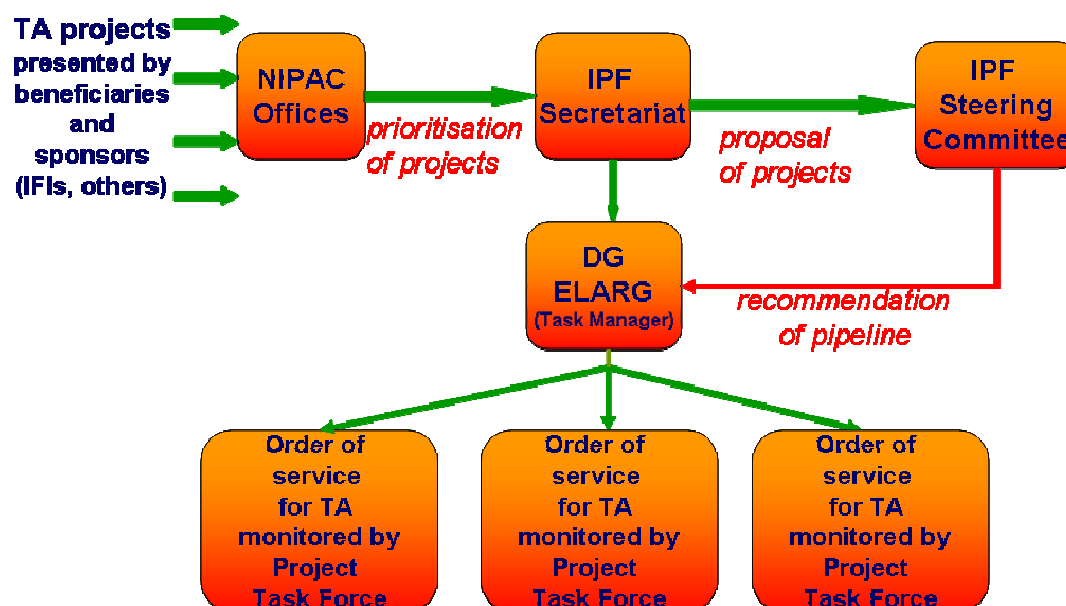 TA projects
presented by
beneficiaries
and
sponsors
(IFIs, others)
NIPAC
Offices
prioritisation
of projects
IPF
Secretariat
proposal
of projects
IPF
Steering
Committee
DG
ELARG
(Task Manager)
recommendation
of pipeline
Order of
service
for TA
monitored by
Project
Task Force
Order of
service
for TA
monitored by
Project
Task Force
Order of
service
for TA
monitored by
Project
Task Force